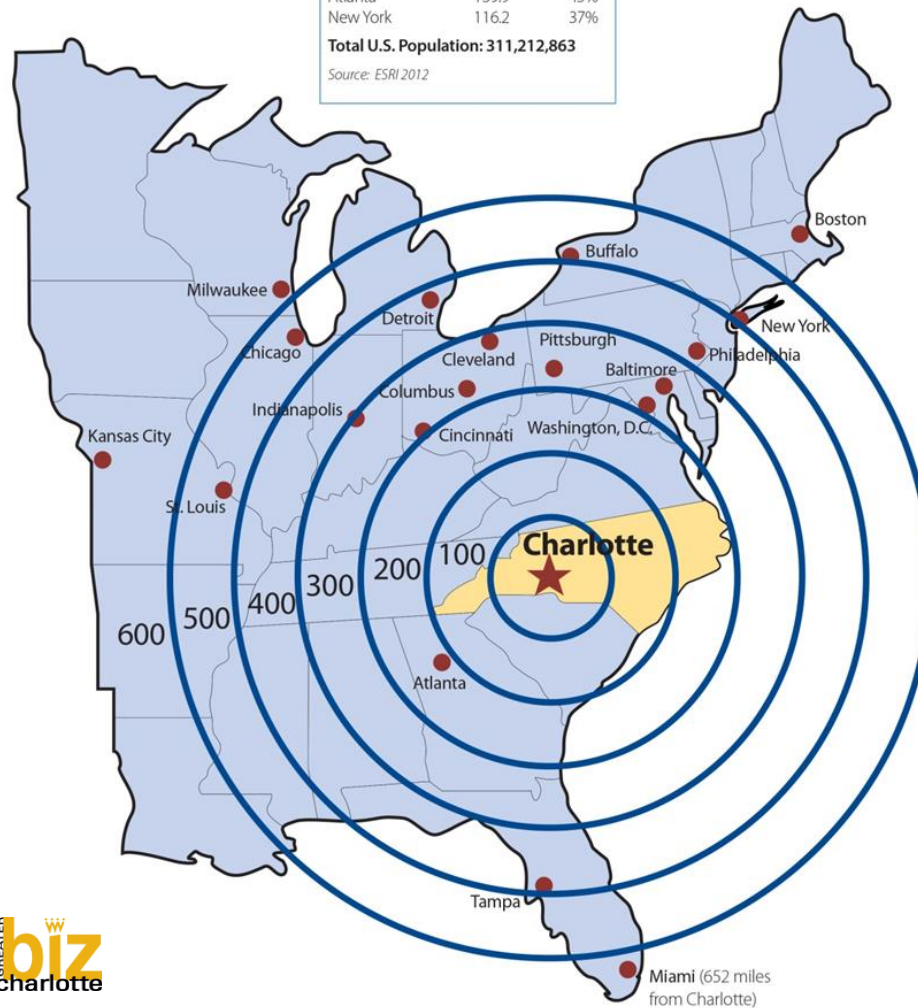 New York 116.2 37%
Total U.S. Population: 311,212,863
Source: ESRI 2012
Boston
Buffalo
Milwaukee
Detroit
New York
Chicago
Cleveland
Pittsburgh
Philadelphia
Baltimore
Columbus
Indianapolis
Kansas City
Cincinnati
Washington, D.C.
St. Louis
Charlotte
100
200
300
400
500
600
Atlanta
Tampa
GREATER
biz
charlotte
Miami (652 miles
from Charlotte)